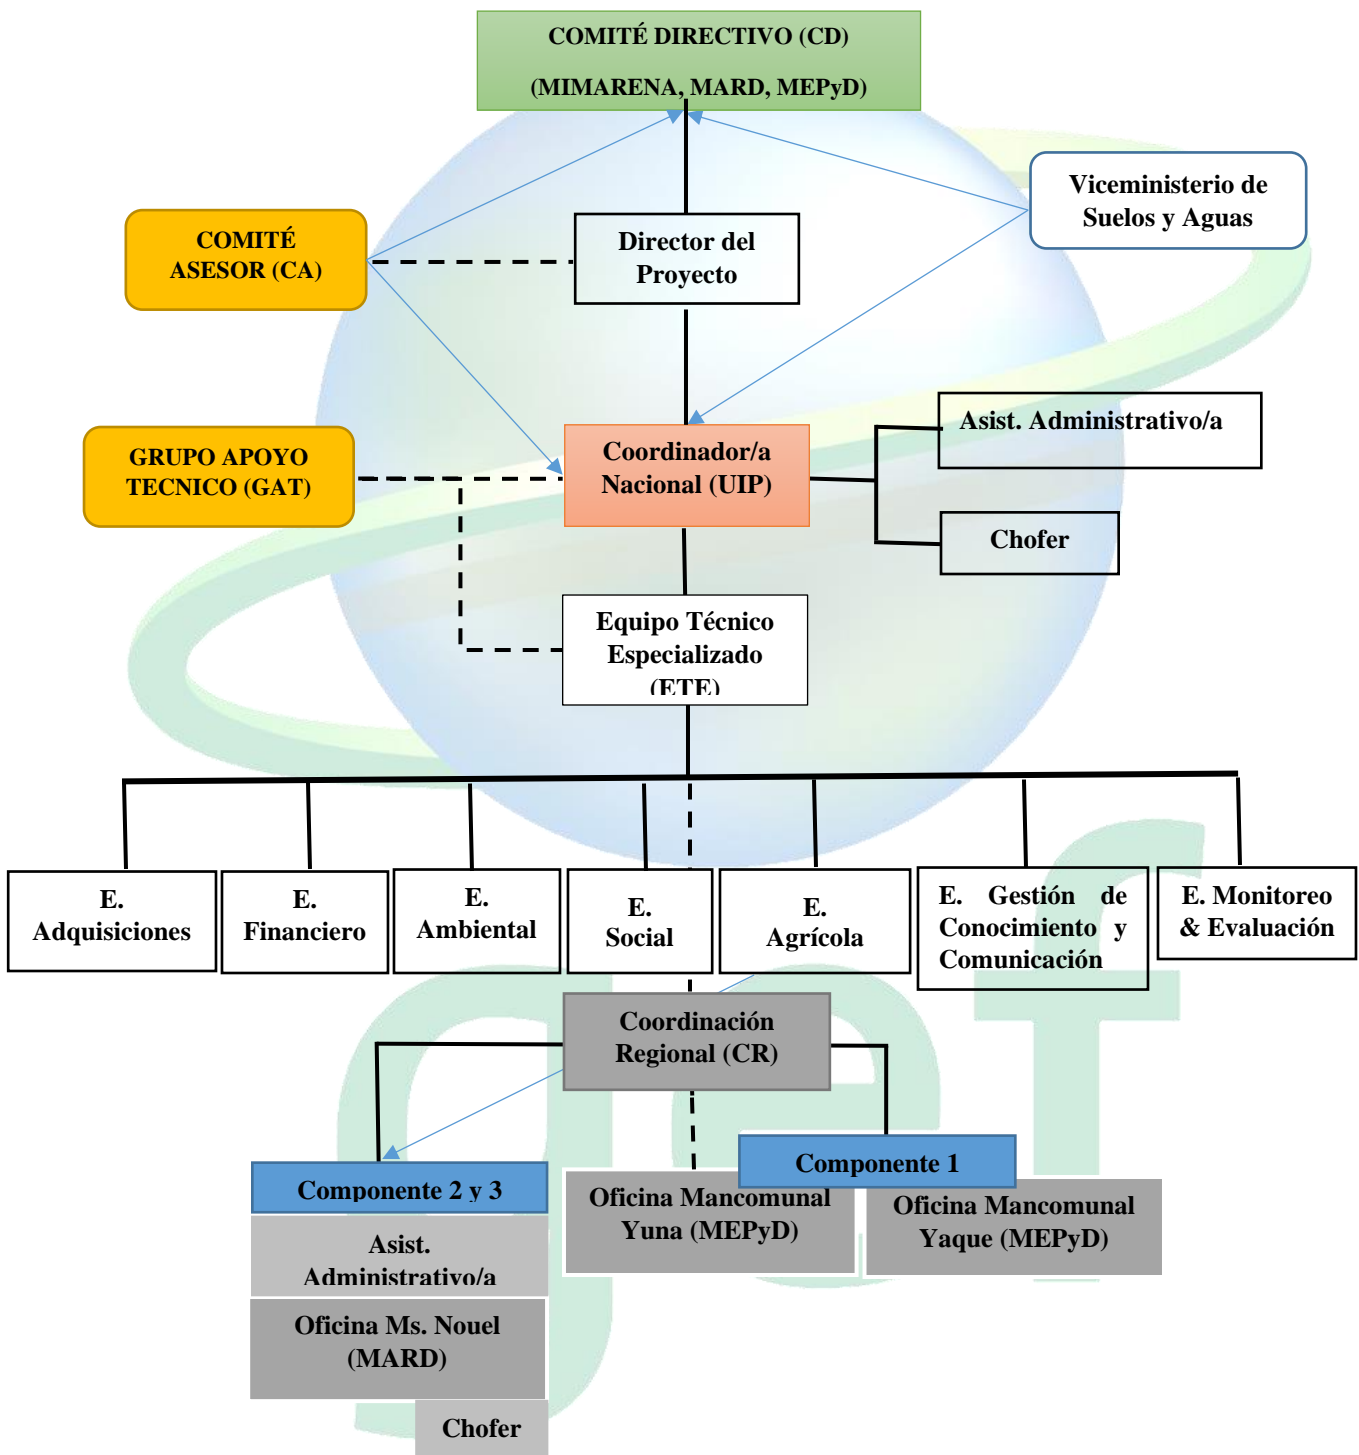 COMITÉ DIRECTIVO (CD)
(MIMARENA, MARD, MEPyD)
Viceministerio de
Suelos y Aguas
COMITÉ
ASESOR (CA)
Director del
Proyecto
Asist. Administrativo/a
GRUPO APOYO
TECNICO (GAT)
Coordinador/a
Nacional (UIP)
Chofer
Equipo Técnico
Especializado
(ETE)
E.
Adquisiciones
E.
Financiero
E.
Ambiental
E.
Social
E.
Agrícola
E. Gestión de
Conocimiento y
Comunicación
E. Monitoreo
& Evaluación
Coordinación
Regional (CR)
Componente 2 y 3
Componente 1
Oficina Mancomunal
Yuna (MEPyD)
Oficina Mancomunal
Yaque (MEPyD)
Asist.
Administrativo/a
Oficina Ms. Nouel
(MARD)
Chofer
gef